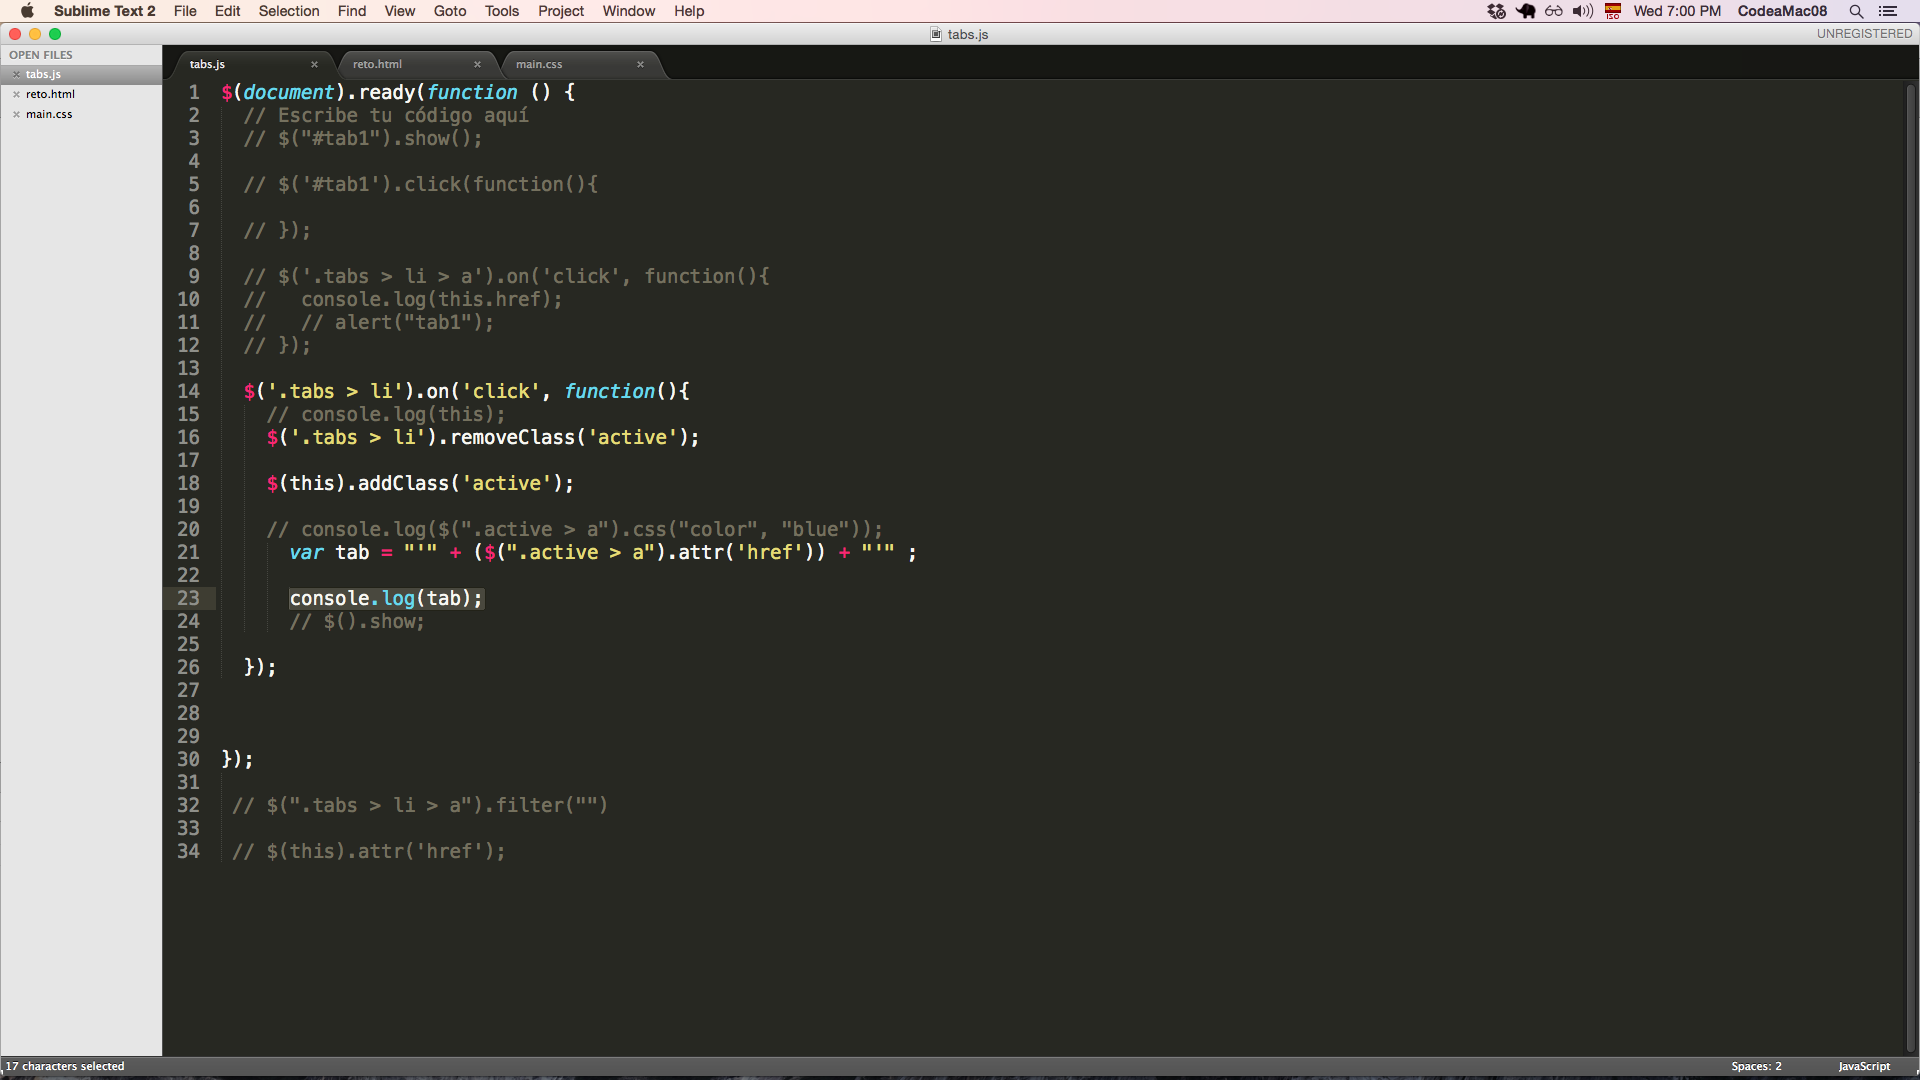 Sublime Text 2 File Edit Selection Find View Goto Tools Project Window Help ISO Wed 7:00 PM CodeaMac08
tabs.js UNREGISTERED
OPEN FILES
tabs.js
reto.html
main.css
tabs.js reto.html main.css
1 $(document).ready(function () {
2 // Escribe tu código aquí
3 // $("#tab1").show();
4
5 // $('#tab1').click(function(){
6
7 // });
8
9 // $('.tabs > li > a').on('click', function(){
10 //   console.log(this.href);
11 //   // alert("tab1");
12 // });
13
14 $('.tabs > li').on('click', function(){
15 // console.log(this);
16 $('.tabs > li').removeClass('active');
17
18 $(this).addClass('active');
19
20 // console.log($(".active > a").css("color", "blue"));
21 var tab = "'" + ($(".active > a").attr('href')) + "'" ;
22
23 console.log(tab);
24 // $().show;
25
26 });
27
28
29
30 });
31
32 // $(".tabs > li > a").filter("")
33
34 // $(this).attr('href');
17 characters selected Spaces: 2 JavaScript